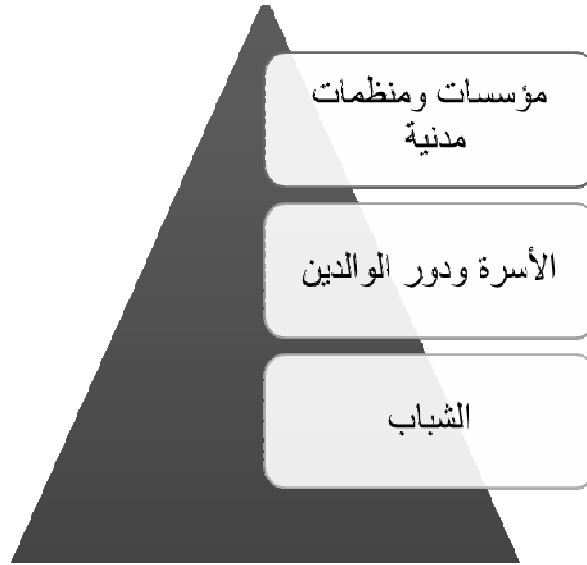 مؤسسات ومنظمات
مدنية
الأسرة ودور الوالدين
الشباب